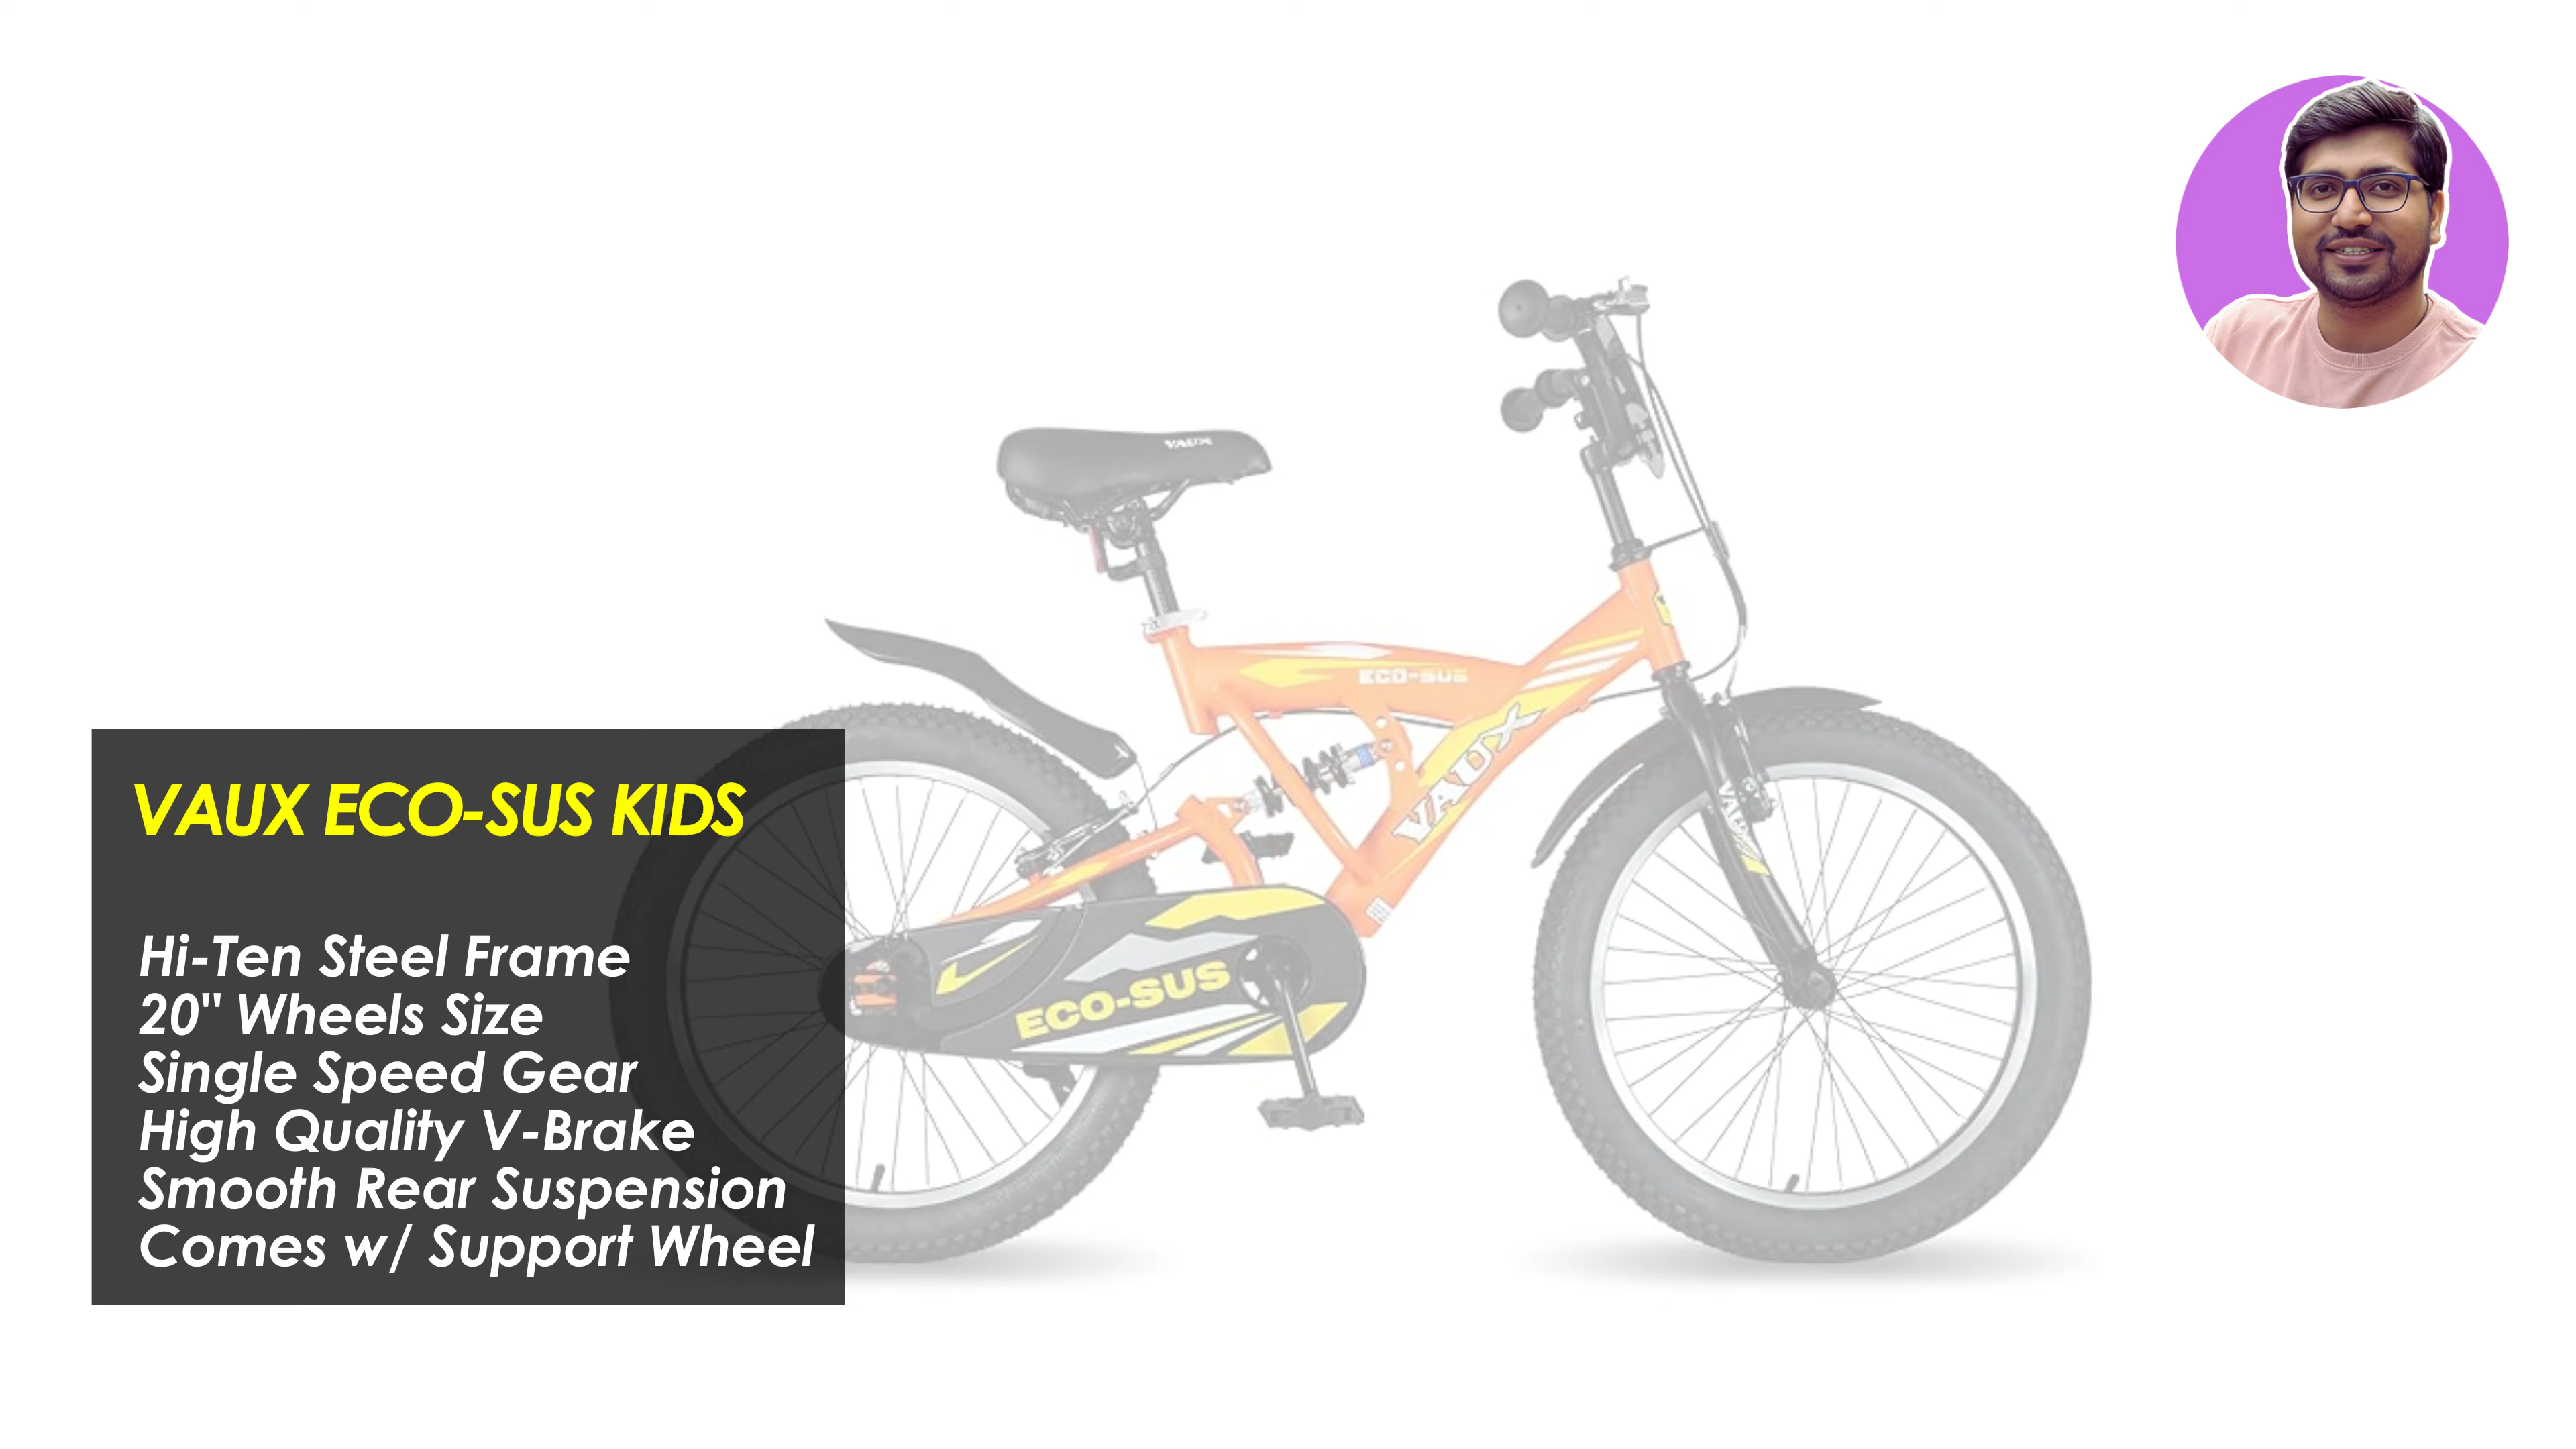 VAUX
ECO-SUS
VAUX
VAUX
ECO-SUS
VAUX ECO-SUS KIDS
Hi-Ten Steel Frame
20" Wheels Size
Single Speed Gear
High Quality V-Brake
Smooth Rear Suspension
Comes w/ Support Wheel